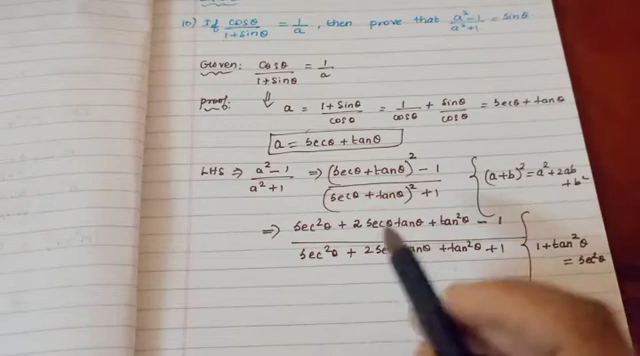 10) If cosθ/1+sinθ = 1/a, then prove that a²-1/a²+1 = sinθ
Given: cosθ/1+sinθ = 1/a
Proof: ⇓ a = 1+sinθ/cosθ = 1/cosθ + sinθ/cosθ = secθ + tanθ
a = secθ + tanθ
LHS ⇒ a²-1/a²+1 ⇒ (secθ+tanθ)² - 1/(secθ+tanθ)² + 1 { (a+b)² = a²+2ab+b²
⇒ sec²θ + 2secθ tanθ + tan²θ - 1/sec²θ + 2 tanθ + tan²θ + 1 { 1+tan²θ = sec²θ